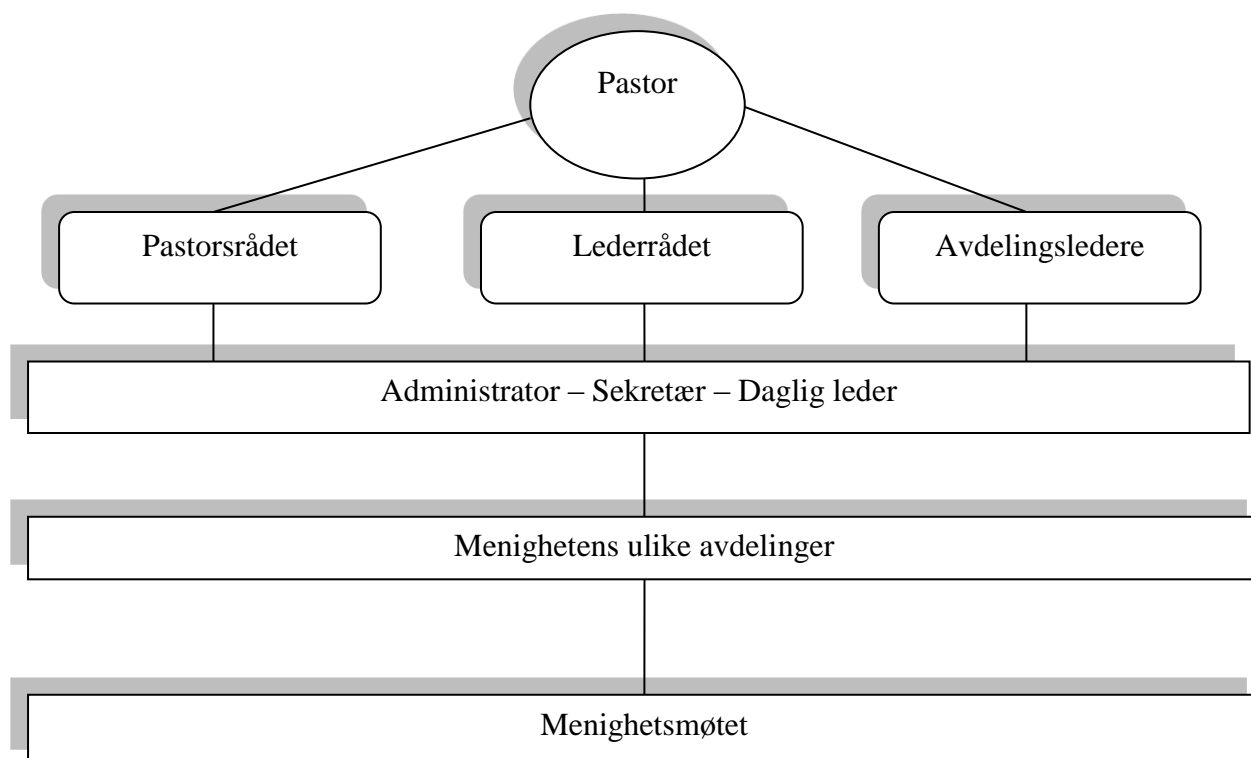 Pastor
Pastorsrådet
Lederrådet
Avdelingsledere
Administrator – Sekretær – Daglig leder
Menighetens ulike avdelinger
Menighetsmøtet